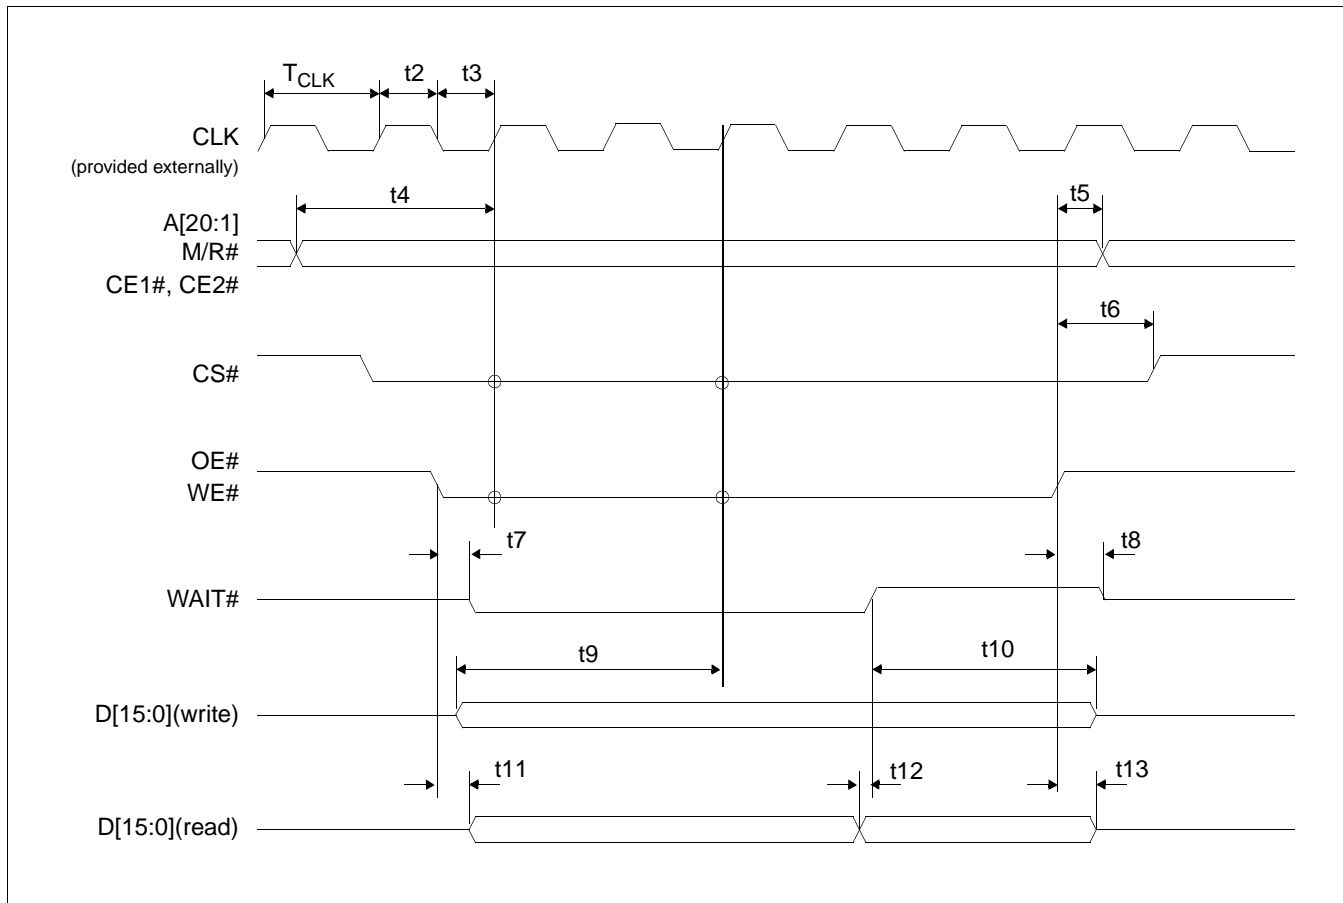 TCLK t2 t3
CLK
(provided externally)
t4 t5
A[20:1]
M/R#
CE1#, CE2#
t6
CS#
OE#
WE#
t7 t8
WAIT#
t9 t10
D[15:0](write)
t11 t12 t13
D[15:0](read)